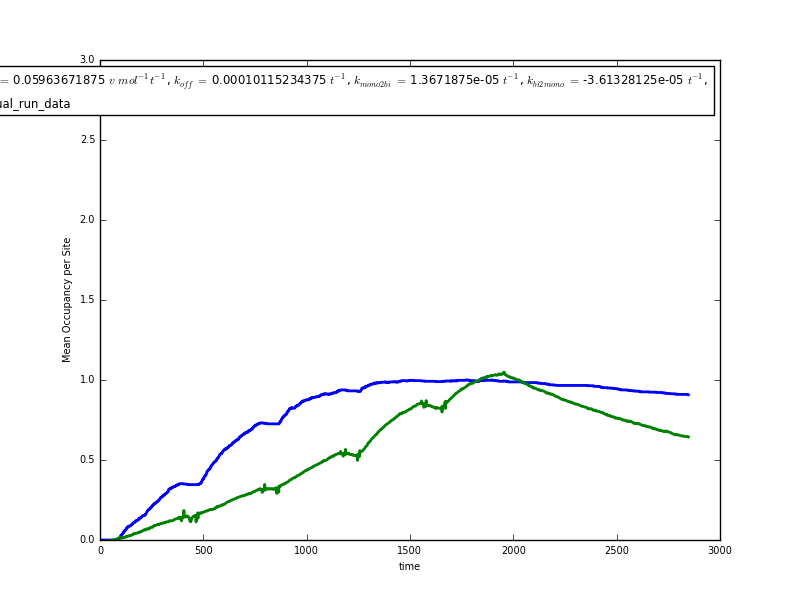 3.0
= 0.05963671875 v mol⁻¹t⁻¹, k_off = 0.00010115234375 t⁻¹, k_mono2bi = 1.3671875e-05 t⁻¹, k_bi2mono = -3.61328125e-05 t⁻¹,
ual_run_data
2.5
2.0
1.5
1.0
0.5
0.0
Mean Occupancy per Site
0 500 1000 1500 2000 2500 3000
time